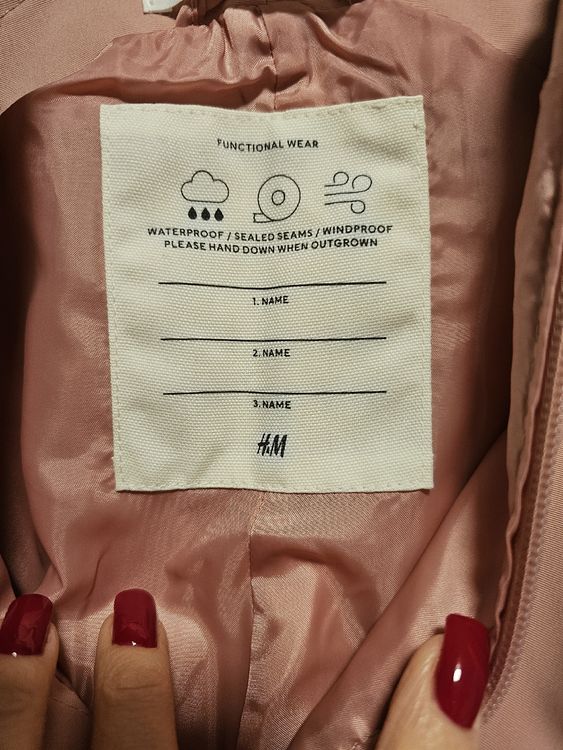 FUNCTIONAL WEAR
WATERPROOF / SEALED SEAMS / WINDPROOF
PLEASE HAND DOWN WHEN OUTGROWN
1. NAME
2. NAME
3. NAME
H&M